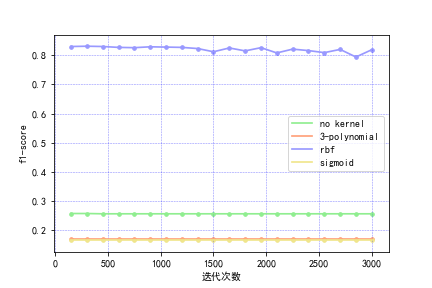 0.8
0.7
0.6
0.5
0.4
0.3
0.2
f1-score
no kernel
3-polynomial
rbf
sigmoid
0 500 1000 1500 2000 2500 3000
迭代次数